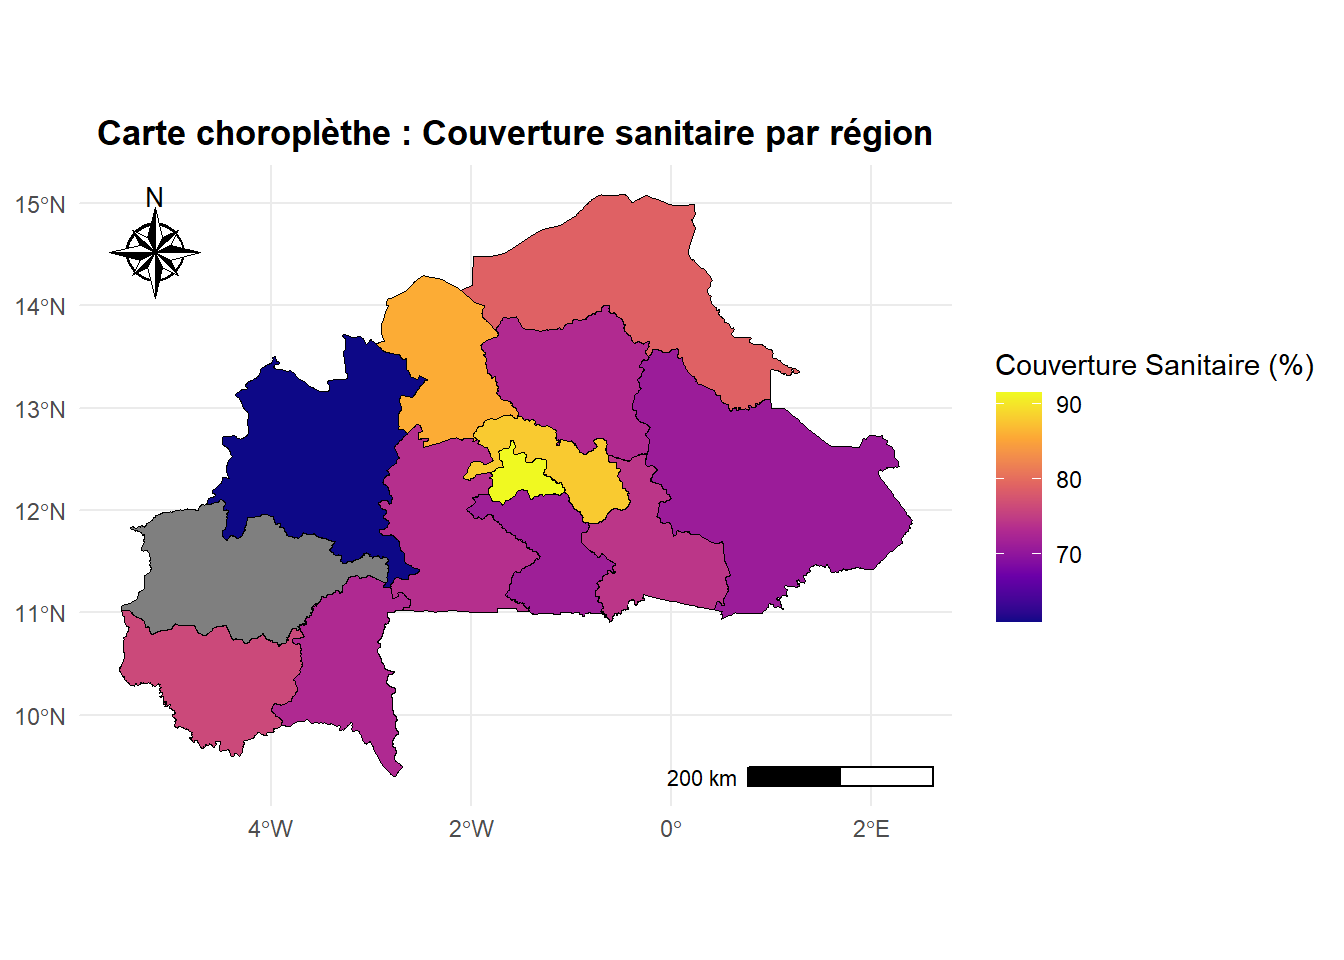 Carte choroplèthe : Couverture sanitaire par région
N
15°N
14°N
13°N
12°N
11°N
10°N
4°W
2°W
0°
2°E
200 km
Couverture Sanitaire (%)
90
80
70